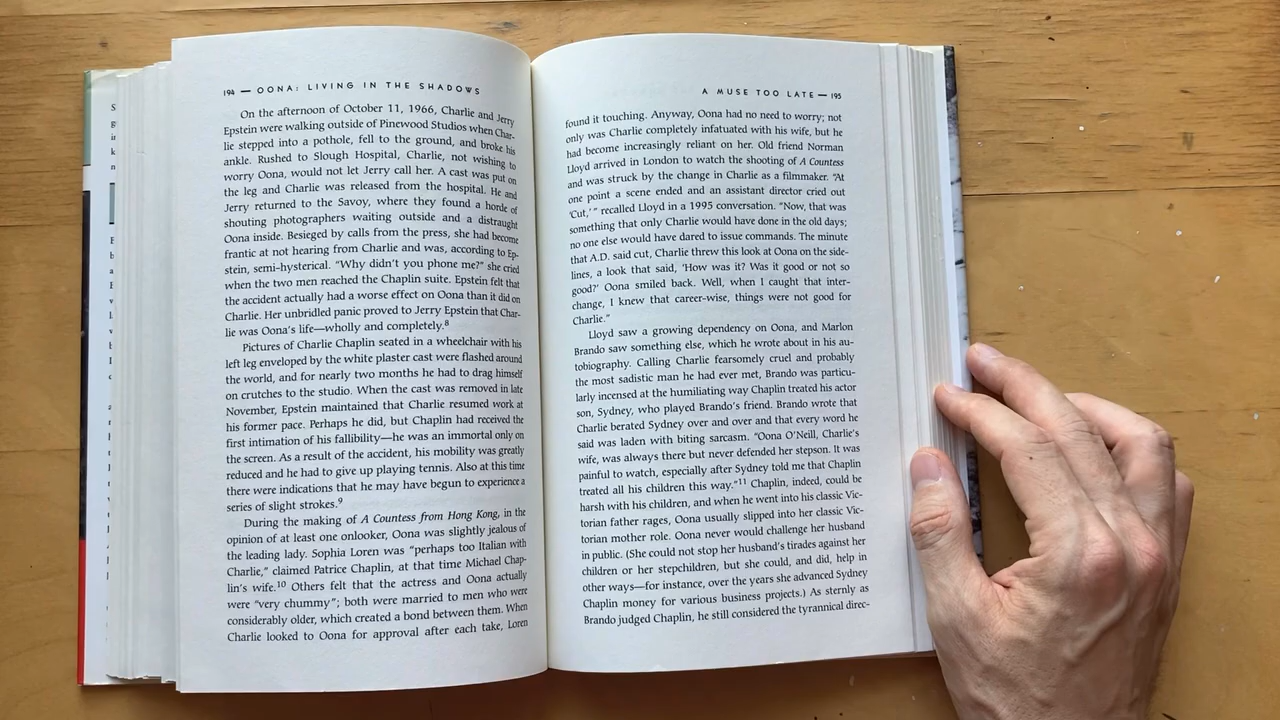 194 — OONA: LIVING IN THE SHADOWS
On the afternoon of October 11, 1966, Charlie and Jerry
Epstein were walking outside of Pinewood Studios when Char-
lie stepped into a pothole, fell to the ground, and broke his
ankle. Rushed to Slough Hospital, Charlie, not wishing to
worry Oona, would not let Jerry call her. A cast was put on
the leg and Charlie was released from the hospital. He and
Jerry returned to the Savoy, where they found a horde of
shouting photographers waiting outside and a distraught
Oona inside. Besieged by calls from the press, she had become
frantic at not hearing from Charlie and was, according to Ep-
stein, semi-hysterical. “Why didn’t you phone me?” she cried
when the two men reached the Chaplin suite. Epstein felt that
the accident actually had a worse effect on Oona than it did on
Charlie. Her unbridled panic proved to Jerry Epstein that Char-
lie was Oona’s life—wholly and completely.8
Pictures of Charlie Chaplin seated in a wheelchair with his
left leg enveloped by the white plaster cast were flashed around
the world, and for nearly two months he had to drag himself
on crutches to the studio. When the cast was removed in late
November, Epstein maintained that Charlie resumed work at
his former pace. Perhaps he did, but Chaplin had received the
first intimation of his fallibility—he was an immortal only on
the screen. As a result of the accident, his mobility was greatly
reduced and he had to give up playing tennis. Also at this time
there were indications that he may have begun to experience a
series of slight strokes.9
During the making of A Countess from Hong Kong, in the
opinion of at least one onlooker, Oona was slightly jealous of
the leading lady. Sophia Loren was “perhaps too Italian with
Charlie,” claimed Patrice Chaplin, at that time Michael Chap-
lin’s wife.10 Others felt that the actress and Oona actually
were “very chummy”; both were married to men who were
considerably older, which created a bond between them. When
Charlie looked to Oona for approval after each take, Loren
A MUSE TOO LATE — 195
found it touching. Anyway, Oona had no need to worry; not
only was Charlie completely infatuated with his wife, but he
had become increasingly reliant on her. Old friend Norman
Lloyd arrived in London to watch the shooting of A Countess
and was struck by the change in Charlie as a filmmaker. “At
one point a scene ended and an assistant director cried out
‘Cut,’ ” recalled Lloyd in a 1995 conversation. “Now, that was
something that only Charlie would have done in the old days;
no one else would have dared to issue commands. The minute
that A.D. said cut, Charlie threw this look at Oona on the side-
lines, a look that said, ‘How was it? Was it good or not so
good?’ Oona smiled back. Well, when I caught that inter-
change, I knew that career-wise, things were not good for
Charlie.”
Lloyd saw a growing dependency on Oona, and Marlon
Brando saw something else, which he wrote about in his au-
tobiography. Calling Charlie fearsomely cruel and probably
the most sadistic man he had ever met, Brando was particu-
larly incensed at the humiliating way Chaplin treated his actor
son, Sydney, who played Brando’s friend. Brando wrote that
Charlie berated Sydney over and over and that every word he
said was laden with biting sarcasm. “Oona O’Neill, Charlie’s
wife, was always there but never defended her stepson. It was
painful to watch, especially after Sydney told me that Chaplin
treated all his children this way.”11 Chaplin, indeed, could be
harsh with his children, and when he went into his classic Vic-
torian father rages, Oona usually slipped into her classic Vic-
torian mother role. Oona never would challenge her husband
in public. (She could not stop her husband’s tirades against her
children or her stepchildren, but she could, and did, help in
other ways—for instance, over the years she advanced Sydney
Chaplin money for various business projects.) As sternly as
Brando judged Chaplin, he still considered the tyrannical direc-